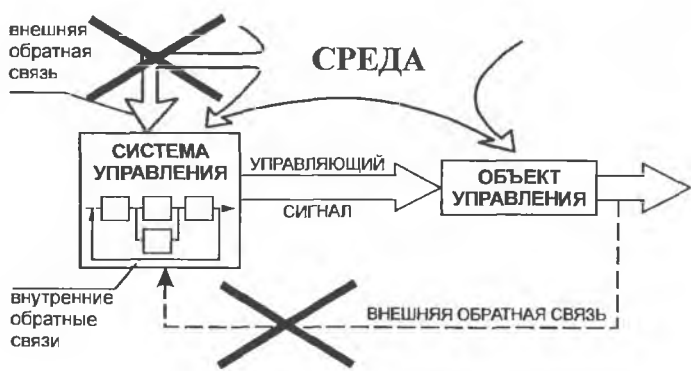 внешняя
обратная
связь
СРЕДА
СИСТЕМА
УПРАВЛЕНИЯ
УПРАВЛЯЮЩИЙ
СИГНАЛ
ОБЪЕКТ
УПРАВЛЕНИЯ
внутренние
обратные
связи
ВНЕШНЯЯ ОБРАТНАЯ СВЯЗЬ